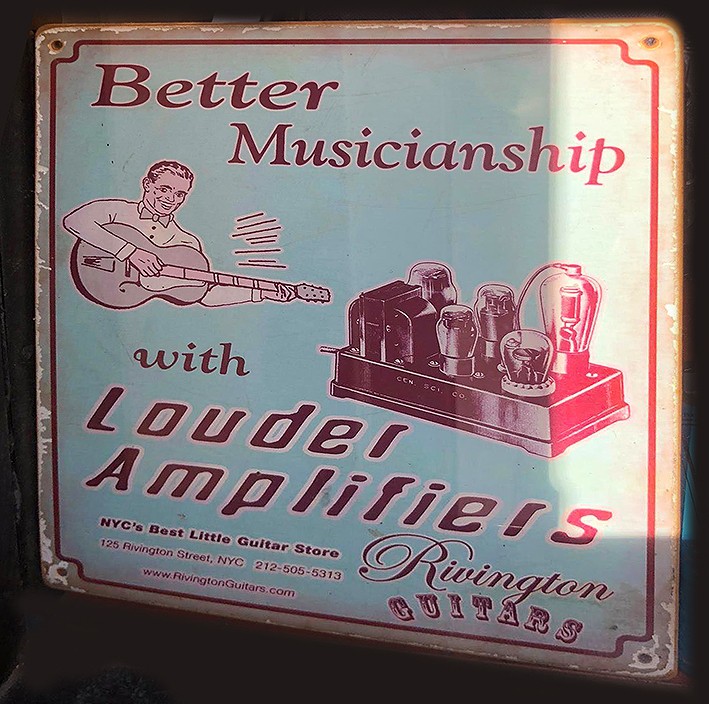 Better
Musicianship
GEN. SCI. CO.
with
Louder
Amplifiers
NYC's Best Little Guitar Store
125 Rivington Street, NYC 212-505-5313
www.RivingtonGuitars.com
Rivington
GUITARS